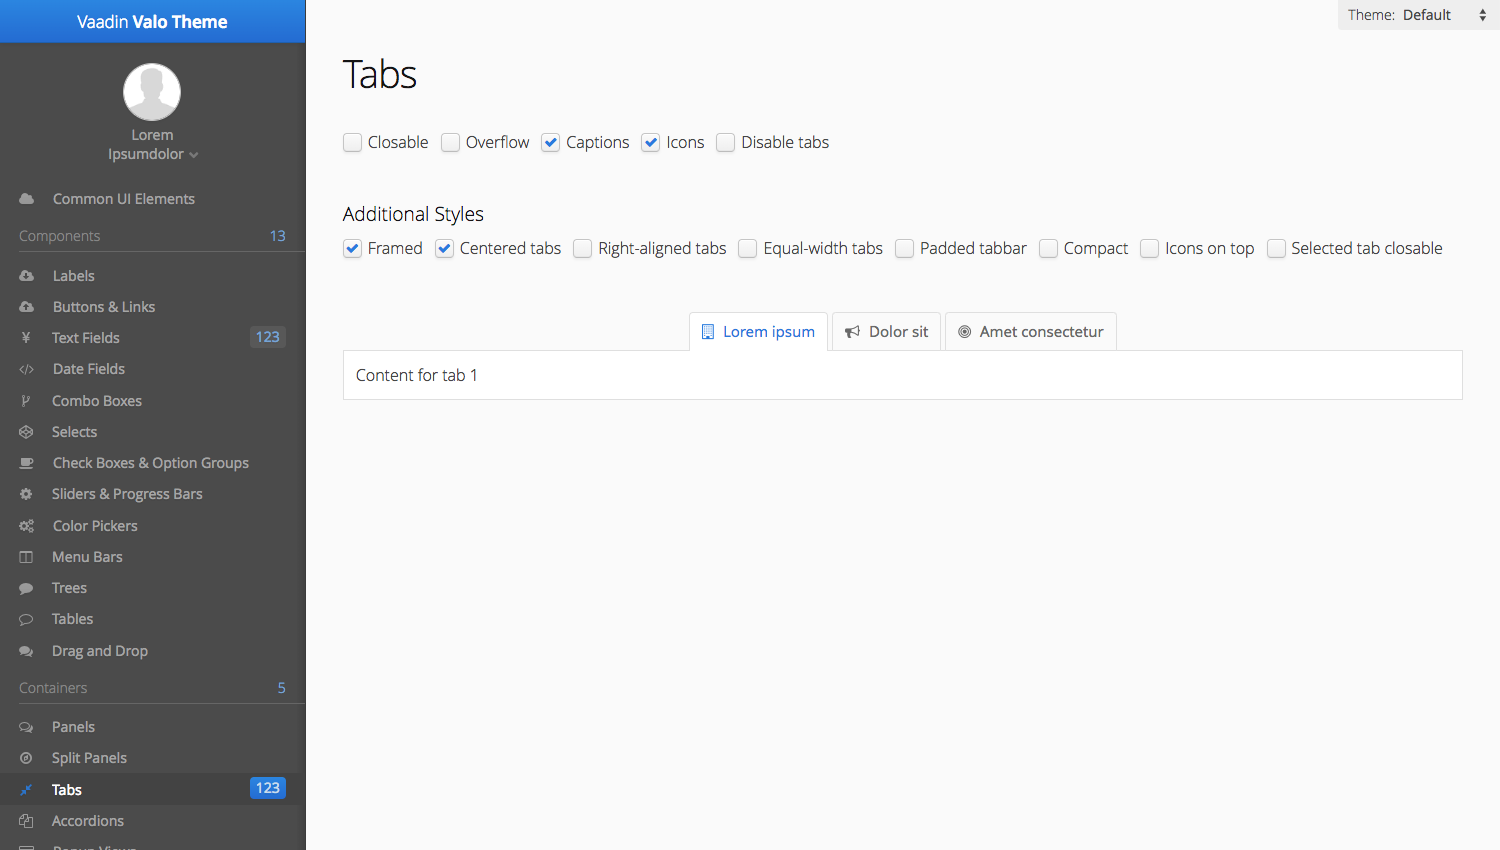 Vaadin Valo Theme
Theme: Default
Lorem
Ipsumdolor
Common UI Elements
Components 13
Labels
Buttons & Links
Text Fields 123
Date Fields
Combo Boxes
Selects
Check Boxes & Option Groups
Sliders & Progress Bars
Color Pickers
Menu Bars
Trees
Tables
Drag and Drop
Containers 5
Panels
Split Panels
Tabs 123
Accordions
Popup Views
Tabs
Closable Overflow Captions Icons Disable tabs
Additional Styles
Framed Centered tabs Right-aligned tabs Equal-width tabs Padded tabbar Compact Icons on top Selected tab closable
Lorem ipsum Dolor sit Amet consectetur
Content for tab 1